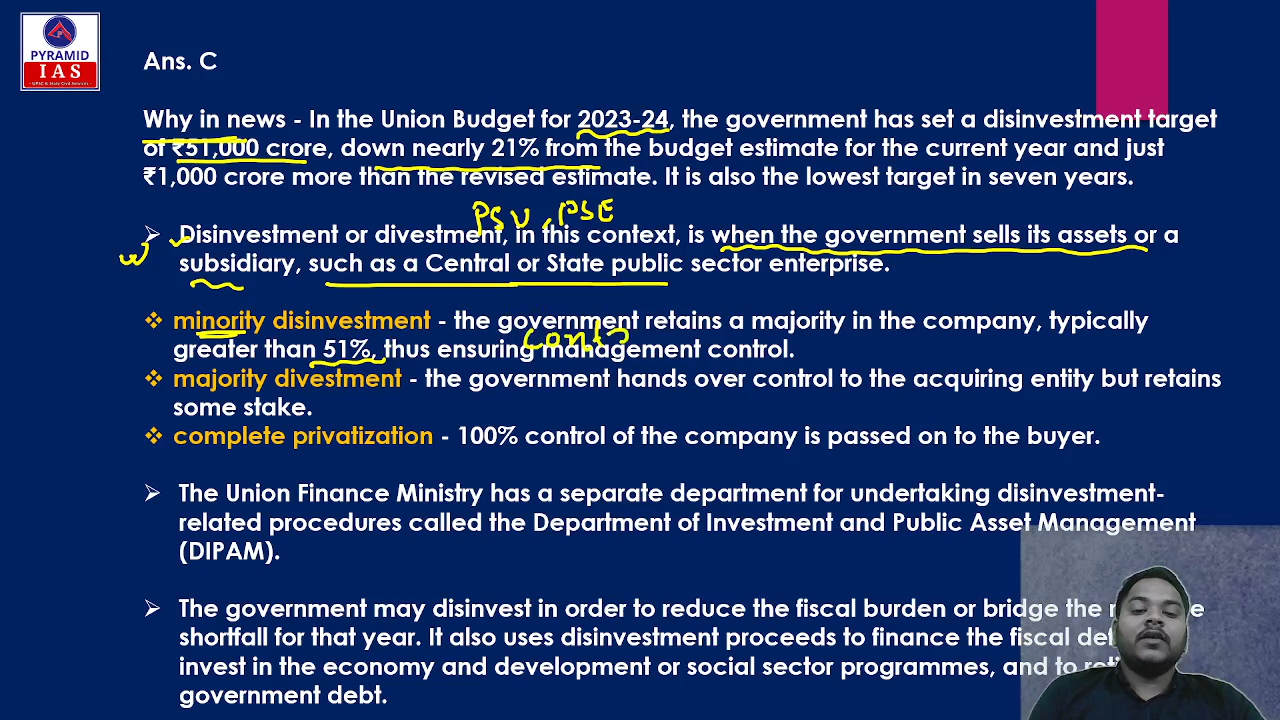 PYRAMID
IAS
Ans. C
Why in news - In the Union Budget for 2023-24, the government has set a disinvestment target
of ₹51,000 crore, down nearly 21% from the budget estimate for the current year and just
₹1,000 crore more than the revised estimate. It is also the lowest target in seven years.
PSU, PSE
Disinvestment or divestment, in this context, is when the government sells its assets or a
subsidiary, such as a Central or State public sector enterprise.
minority disinvestment - the government retains a majority in the company, typically
greater than 51%, thus ensuring management control.
majority divestment - the government hands over control to the acquiring entity but retains
some stake.
complete privatization - 100% control of the company is passed on to the buyer.
The Union Finance Ministry has a separate department for undertaking disinvestment-
related procedures called the Department of Investment and Public Asset Management
(DIPAM).
The government may disinvest in order to reduce the fiscal burden or bridge the
shortfall for that year. It also uses disinvestment proceeds to finance the fiscal
invest in the economy and development or social sector programmes, and to
government debt.